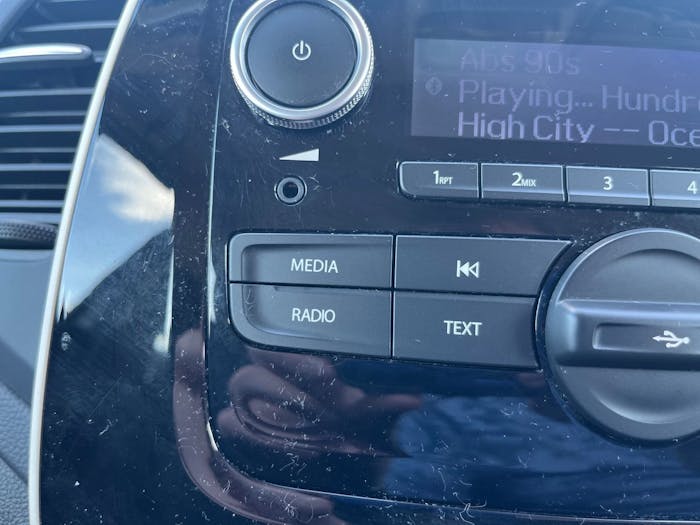 Abs 90s
Playing... Hundr
High City -- Oce
1RPT
2MIX
3
4
MEDIA
RADIO
TEXT